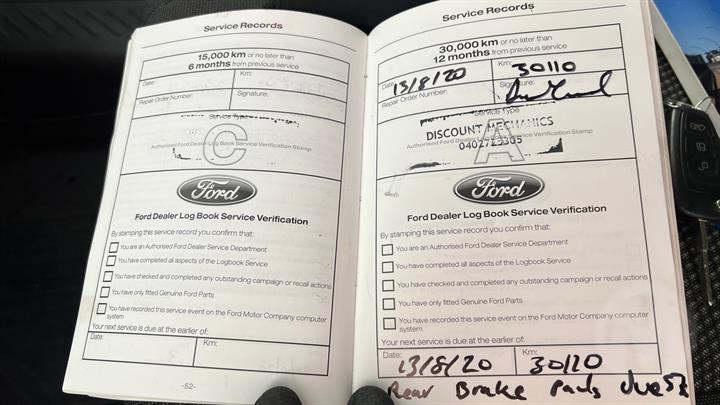 Service Records
15,000 km or no later than
6 months from previous service
Date:
Km:
Repair Order Number:
Signature:
Service Type
C
Authorised Ford Dealer Log Book Service Verification Stamp
Ford
Ford Dealer Log Book Service Verification
By stamping this service record you confirm that:
You are an Authorised Ford Dealer Service Department
You have completed all aspects of the Logbook Service
You have checked and completed any outstanding campaign or recall actions
You have only fitted Genuine Ford Parts
You have recorded this service event on the Ford Motor Company computer
system
Your next service is due at the earlier of:
Date:
Km:
-52-
Service Records
30,000 km or no later than
12 months from previous service
Date: 13/8/20
Km: 30110
Repair Order Number:
Signature:
Service Type
A
DISCOUNT MECHANICS
Authorised Ford Dealer Log Book Service Verification Stamp
Ford
Ford Dealer Log Book Service Verification
By stamping this service record you confirm that:
You are an Authorised Ford Dealer Service Department
You have completed all aspects of the Logbook Service
You have checked and completed any outstanding campaign or recall actions
You have only fitted Genuine Ford Parts
You have recorded this service event on the Ford Motor Company computer
system
Your next service is due at the earlier of:
Date: 13/8/20
Km: 30110
Rear Brake Pads due